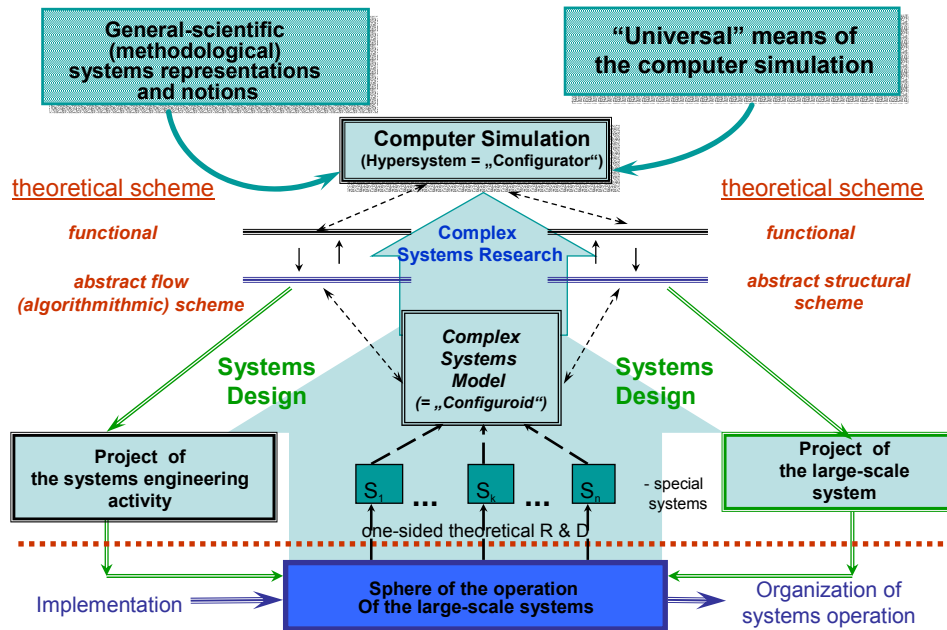 General-scientific
(methodological)
systems representations
and notions
“Universal” means of
the computer simulation
Computer Simulation
(Hypersystem = „Configurator“)
theoretical scheme
theoretical scheme
functional
functional
Complex
Systems Research
abstract flow
(algorithmithmic) scheme
abstract structural
scheme
Complex
Systems
Model
(= „Configuroid“)
Systems
Design
Systems
Design
Project of
the systems engineering
activity
Project of
the large-scale
system
S1
...
Sk
...
Sn
- special
systems
one-sided theoretical R & D
Sphere of the operation
Of the large-scale systems
Implementation
Organization of
systems operation